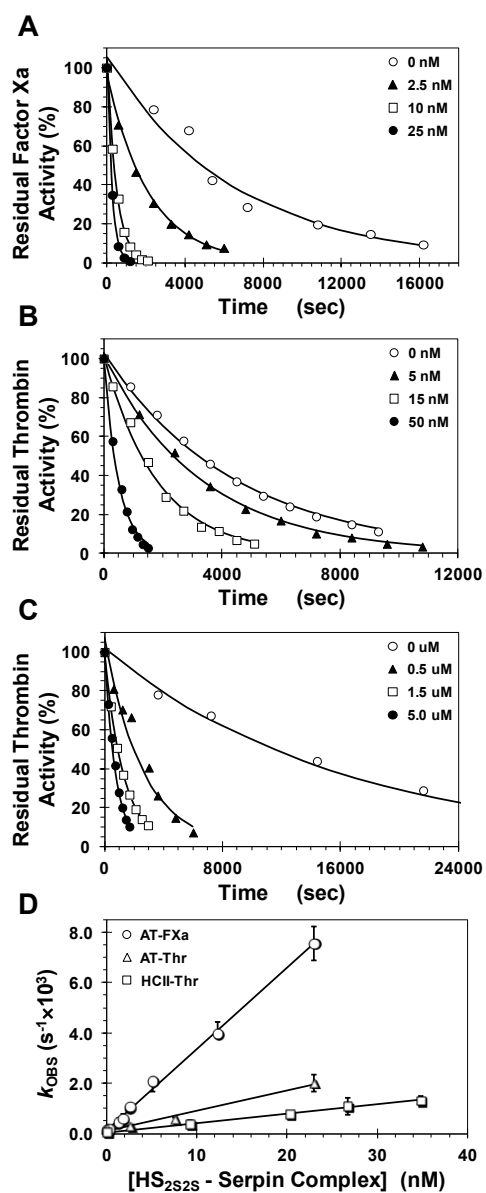 A
Residual Factor Xa
Activity (%)
100
80
60
40
20
0
0 nM
2.5 nM
10 nM
25 nM
0
4000
8000
12000
16000
Time (sec)
B
Residual Thrombin
Activity (%)
100
80
60
40
20
0
0 nM
5 nM
15 nM
50 nM
0
4000
8000
12000
Time (sec)
C
Residual Thrombin
Activity (%)
100
80
60
40
20
0
0 uM
0.5 uM
1.5 uM
5.0 uM
0
8000
16000
24000
Time (sec)
D
kOBS (s⁻¹×10³)
8.0
6.0
4.0
2.0
0.0
AT-FXa
AT-Thr
HCII-Thr
0
10
20
30
40
[HS2S2S - Serpin Complex] (nM)